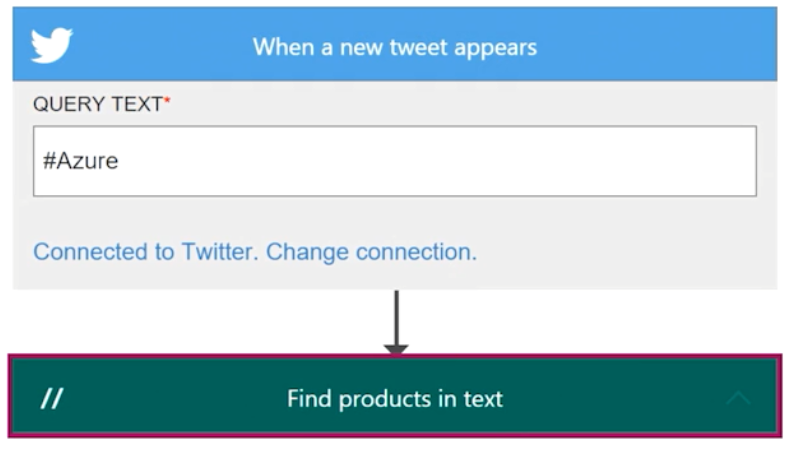 When a new tweet appears
QUERY TEXT*
#Azure
Connected to Twitter. Change connection.
// Find products in text